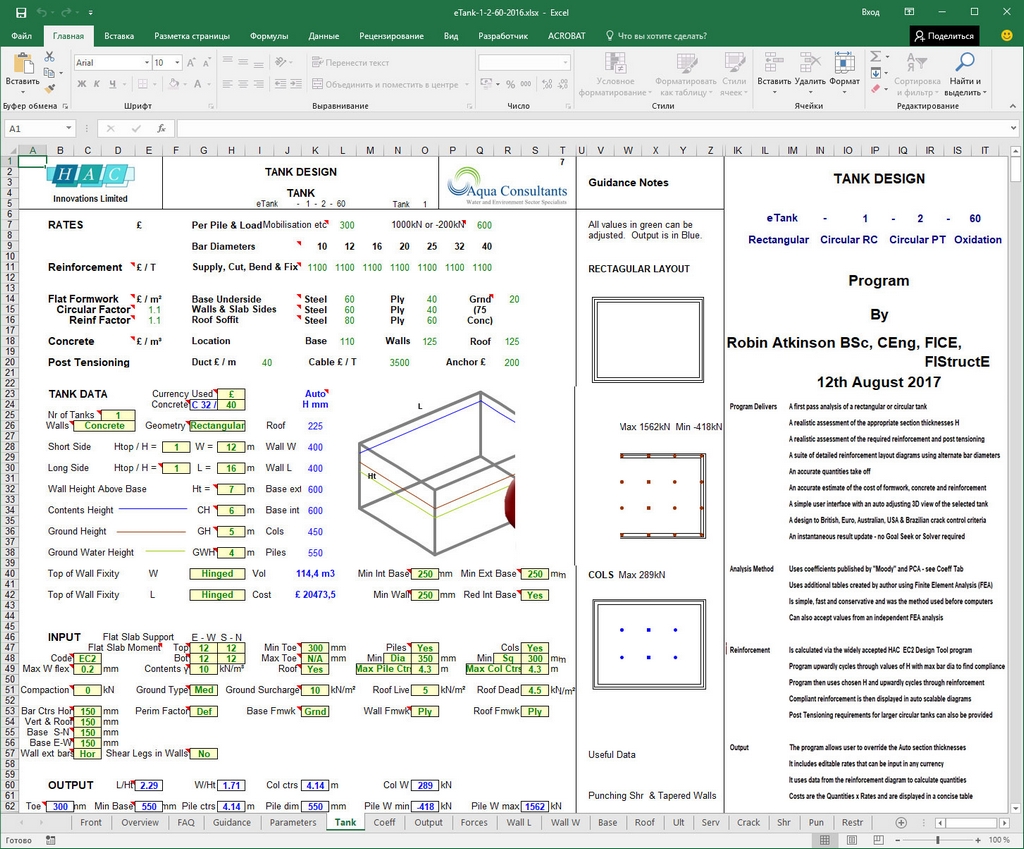 eTank-1-2-60-2016.xlsx - Excel
Вход
Файл Главная Вставка Разметка страницы Формулы Данные Рецензирование Вид Разработчик ACROBAT Что вы хотите сделать? Поделиться
Вставить
Arial 10
Ж К Ч
Перенести текст
Объединить и поместить в центре
% 000
Условное форматирование
Форматировать как таблицу
Стили ячеек
Вставить Удалить Формат
Сортировка и фильтр
Найти и выделить
Буфер обмена Шрифт Выравнивание Число Стили Ячейки Редактирование
A1 fx
A B C D E F G H I J K L M N O P Q R S T U V W X Y Z IK IL IM IN IO IP IQ IR IS IT
7
HAC
Innovations Limited
TANK DESIGN
TANK
eTank - 1 - 2 - 60 Tank 1
Aqua Consultants
Water and Environment Sector Specialists
Guidance Notes
TANK DESIGN
eTank - 1 - 2 - 60
Rectangular Circular RC Circular PT Oxidation
Program
By
Robin Atkinson BSc, CEng, FICE,
FIStructE
12th August 2017
RATES £ Per Pile & Load Mobilisation etc 300 1000kN or -200kN 600
Bar Diameters 10 12 16 20 25 32 40
Reinforcement £ / T Supply, Cut, Bend & Fix 1100 1100 1100 1100 1100 1100 1100
Flat Formwork £ / m² Base Underside Steel 60 Ply 40 Grnd 20
Circular Factor 1.1 Walls & Slab Sides Steel 60 Ply 40 (75
Reinf Factor 1.1 Roof Soffit Steel 80 Ply 60 Conc)
Concrete £ / m³ Location Base 110 Walls 125 Roof 125
Post Tensioning Duct £ / m 40 Cable £ / T 3500 Anchor £ 200
All values in green can be
adjusted. Output is in Blue.
RECTAGULAR LAYOUT
TANK DATA Currency Used £ Auto
Concrete C 32 / 40 H mm
Nr of Tanks 1
Walls Concrete Geometry Rectangular Roof 225
Short Side Htop / H = 1 W = 12 m Wall W 400
Long Side Htop / H = 1 L = 16 m Wall L 400
Wall Height Above Base Ht = 7 m Base ext 600
Contents Height CH 6 m Base int 600
Ground Height GH 5 m Cols 450
Ground Water Height GWH 4 m Piles 550
L
Ht
Top of Wall Fixity W Hinged Vol 114,4 m3 Min Int Base 250 mm Min Ext Base 250 mm
Top of Wall Fixity L Hinged Cost £ 20473,5 Min Wall 250 mm Red Int Base Yes
Max 1562kN Min -418kN
COLS Max 289kN
INPUT Flat Slab Support E - W S - N
Flat Slab Moment Top 12 12 Min Toe 300 mm Piles Yes Cols Yes
Code EC2 Bot 12 12 Max Toe N/A mm Min Dia 350 mm Min Sq 300 mm
Max W flex 0.2 mm Contents γ 10 kN/m³ Roof Yes Max Pile Ctrs 4.3 m Max Col Ctrs 4.3 m
Compaction 0 kN Ground Type Med Ground Surcharge 10 kN/m² Roof Live 5 kN/m² Roof Dead 4.5 kN/m²
Bar Ctrs Hor 150 mm Perim Factor Def Base Fmwk Grnd Wall Fmwk Ply Roof Fmwk Ply
Vert & Roof 150 mm
Base S-N 150 mm
Base E-W 150 mm
Wall ext bars Hor Shear Legs in Walls No
OUTPUT L/Ht 2.29 W/Ht 1.71 Col ctrs 4.14 m Col W 289 kN
Toe 300 mm Min Base 550 mm Pile ctrs 4.14 m Pile dim 550 mm Pile W min -418 kN Pile W max 1562 kN
Useful Data
Punching Shr & Tapered Walls
Program Delivers A first pass analysis of a rectangular or circular tank
A realistic assessment of the appropriate section thicknesses H
A realistic assessment of the required reinforcement and post tensioning
A suite of detailed reinforcement layout diagrams using alternate bar diameters
An accurate quantities take off
An accurate estimate of the cost of formwork, concrete and reinforcement
A simple user interface with an auto adjusting 3D view of the selected tank
A design to British, Euro, Australian, USA & Brazilian crack control criteria
An instantaneous result update - no Goal Seek or Solver required
Analysis Method Uses coefficients published by "Moody" and PCA - see Coeff Tab
Uses additional tables created by author using Finite Element Analysis (FEA)
Is simple, fast and conservative and was the method used before computers
Can also accept values from an independent FEA analysis
Reinforcement Is calculated via the widely accepted HAC EC2 Design Tool program
Program upwardly cycles through values of H with max bar dia to find compliance
Program then uses chosen H and upwardly cycles through reinforcement
Compliant reinforcement is then displayed in auto scalable diagrams
Post Tensioning requirements for larger circular tanks can also be provided
Output The program allows user to override the Auto section thicknesses
It includes editable rates that can be input in any currency
It uses data from the reinforcement diagram to calculate quantities
Costs are the Quantities x Rates and are displayed in a concise table
Front Overview FAQ Guidance Parameters Tank Coeff Output Forces Wall L Wall W Base Roof Ult Serv Crack Shr Pun Restr
Готово 100 %